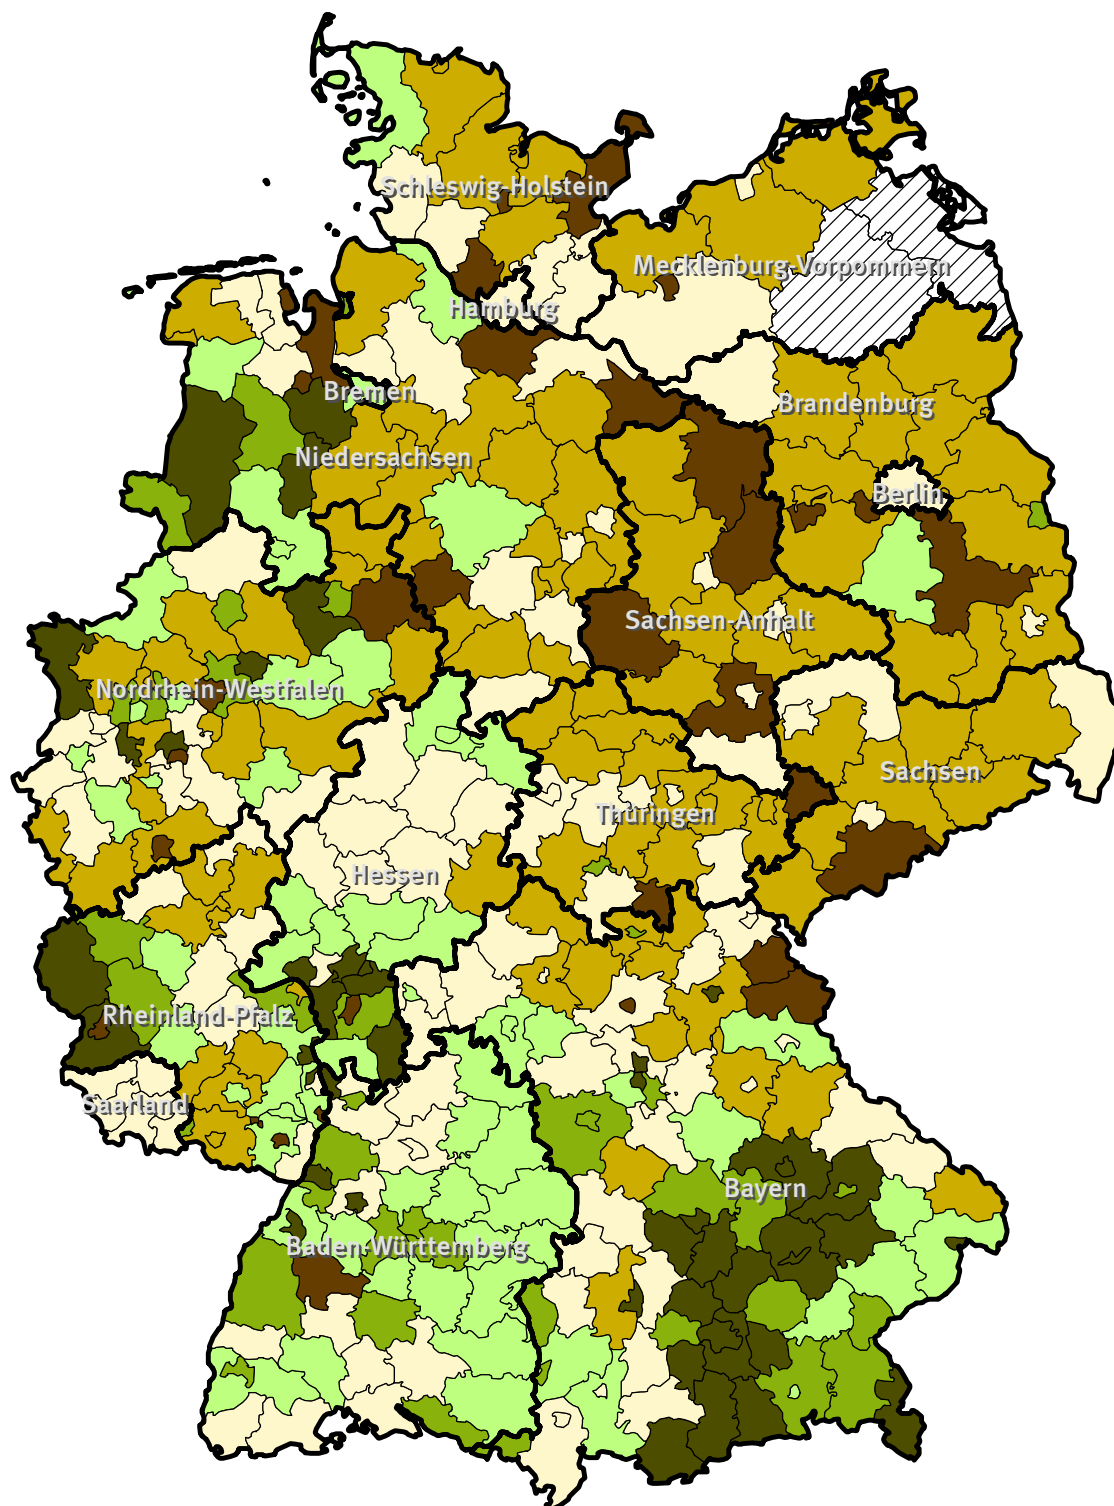 Schleswig-Holstein
Mecklenburg-Vorpommern
Hamburg
Bremen
Brandenburg
Niedersachsen
Berlin
Sachsen-Anhalt
Nordrhein-Westfalen
Sachsen
Thüringen
Hessen
Rheinland-Pfalz
Saarland
Bayern
Baden-Württemberg